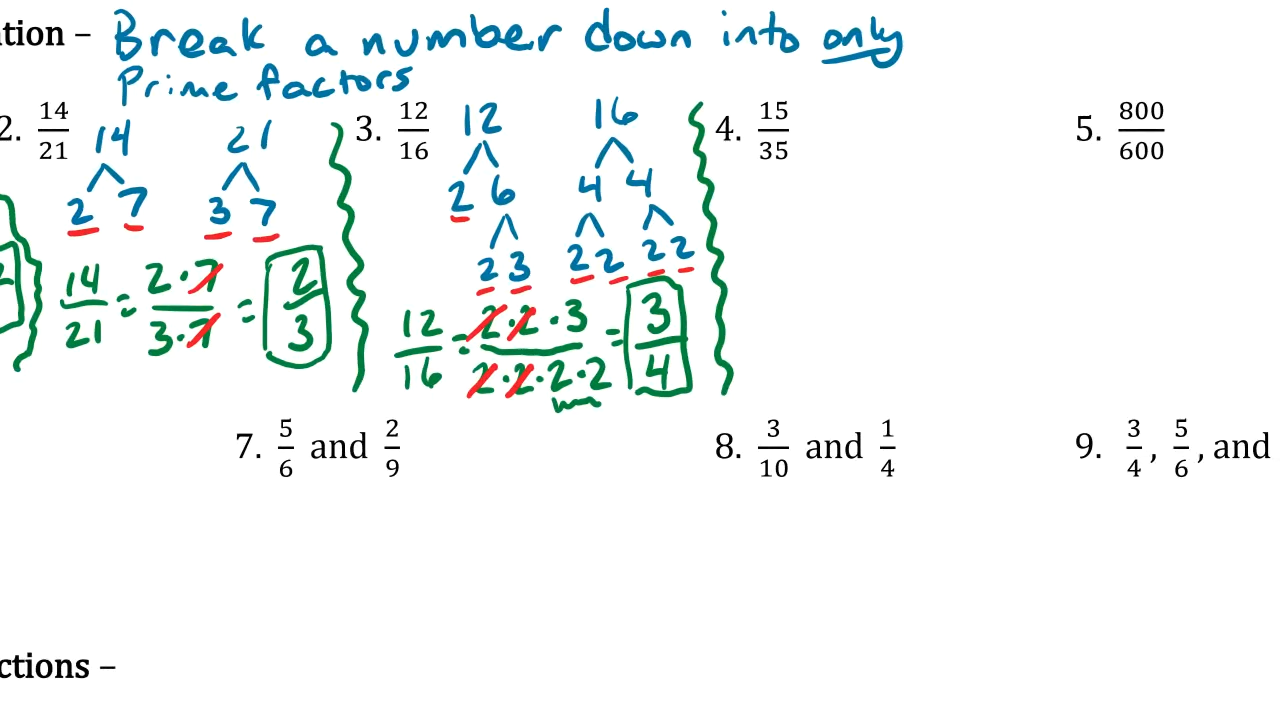 tion – Break a number down into only
Prime factors
2. 14/21 14 21 3. 12/16 12 16 4. 15/35 5. 800/600
2 7 3 7 2 6 4 4
2 3 2 2 2 2
14/21 = 2·7/3·7 = 2/3 12/16 = 2·2·3/2·2·2·2 = 3/4
7. 5/6 and 2/9 8. 3/10 and 1/4 9. 3/4, 5/6, and
ctions –